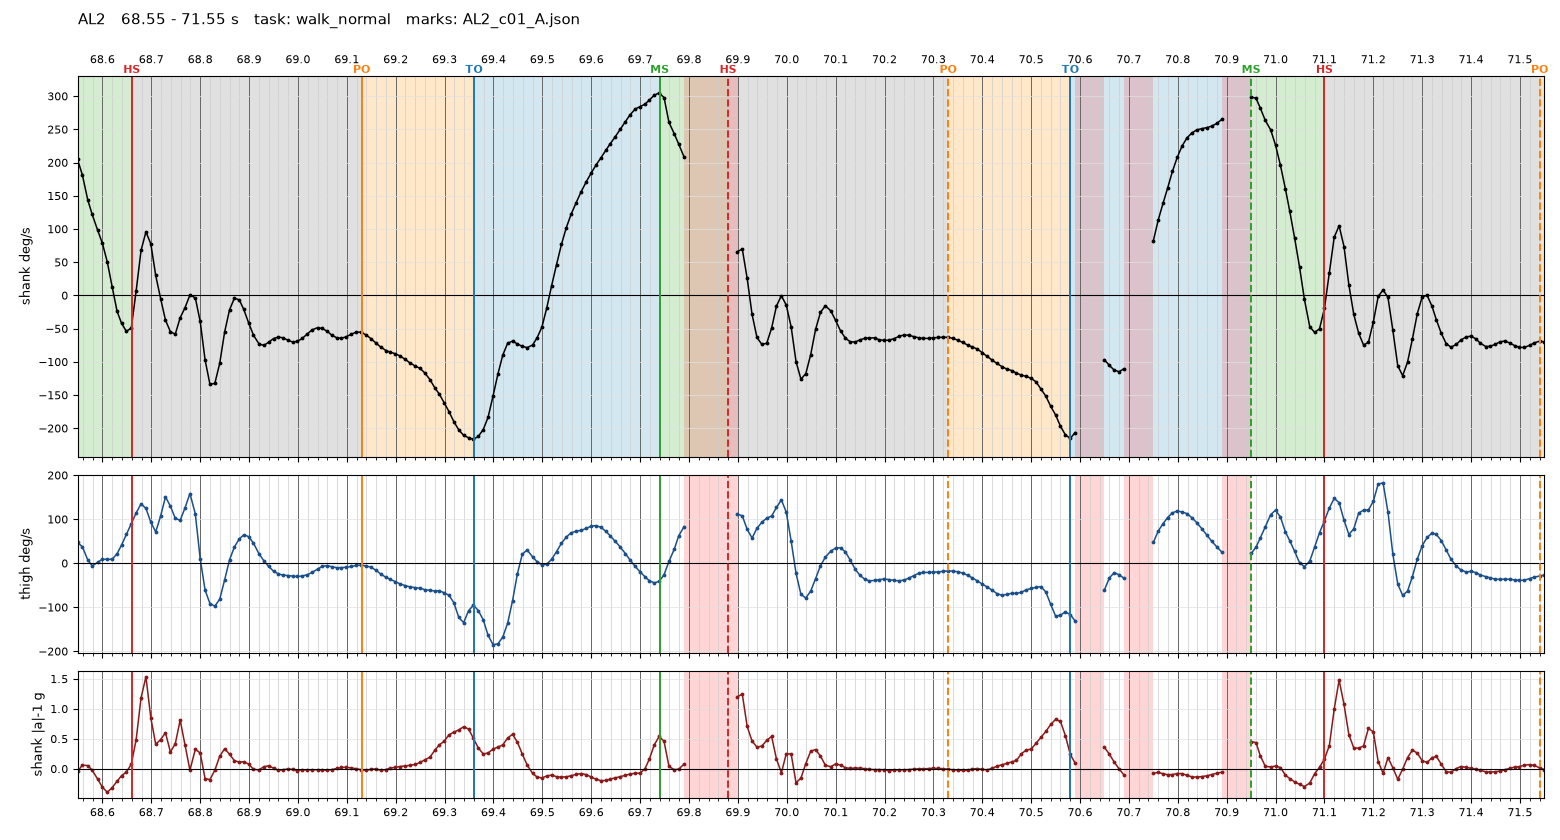 AL2   68.55 - 71.55 s   task: walk_normal   marks: AL2_c01_A.json
68.6 68.7 68.8 68.9 69.0 69.1 69.2 69.3 69.4 69.5 69.6 69.7 69.8 69.9 70.0 70.1 70.2 70.3 70.4 70.5 70.6 70.7 70.8 70.9 71.0 71.1 71.2 71.3 71.4 71.5
HS PO TO MS HS PO TO MS HS PO
300
250
200
150
100
50
0
−50
−100
−150
−200
shank deg/s
200
100
0
−100
−200
thigh deg/s
1.5
1.0
0.5
0.0
shank |a|-1 g
68.6 68.7 68.8 68.9 69.0 69.1 69.2 69.3 69.4 69.5 69.6 69.7 69.8 69.9 70.0 70.1 70.2 70.3 70.4 70.5 70.6 70.7 70.8 70.9 71.0 71.1 71.2 71.3 71.4 71.5